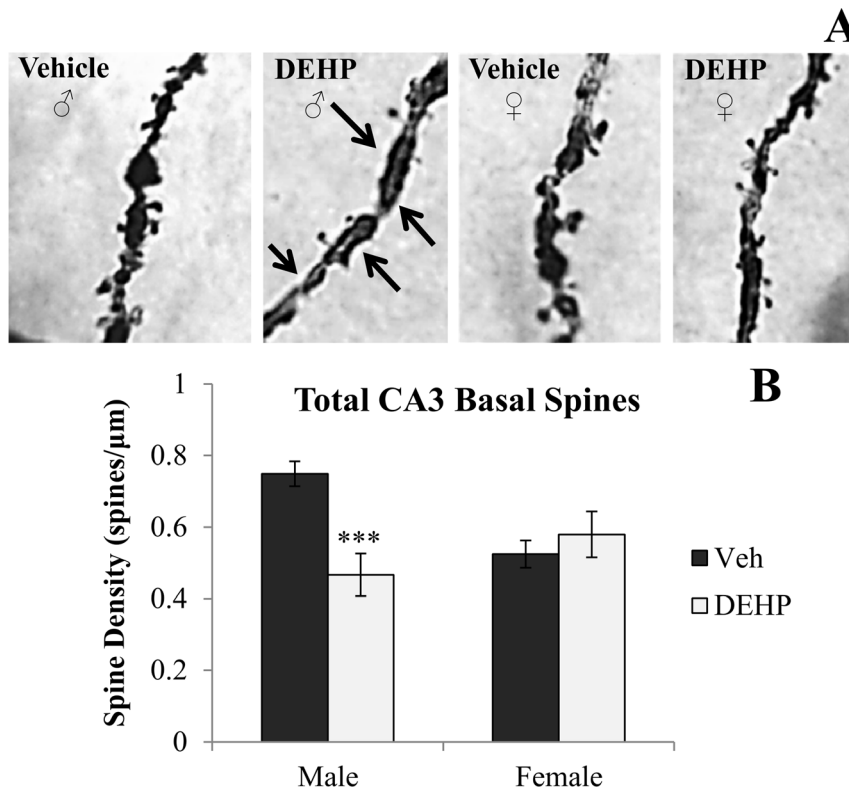 A
Vehicle
♂
DEHP
♂
Vehicle
♀
DEHP
♀
B
Total CA3 Basal Spines
Spine Density (spines/µm)
1
0.8
0.6
0.4
0.2
0
***
Male
Female
Veh
DEHP